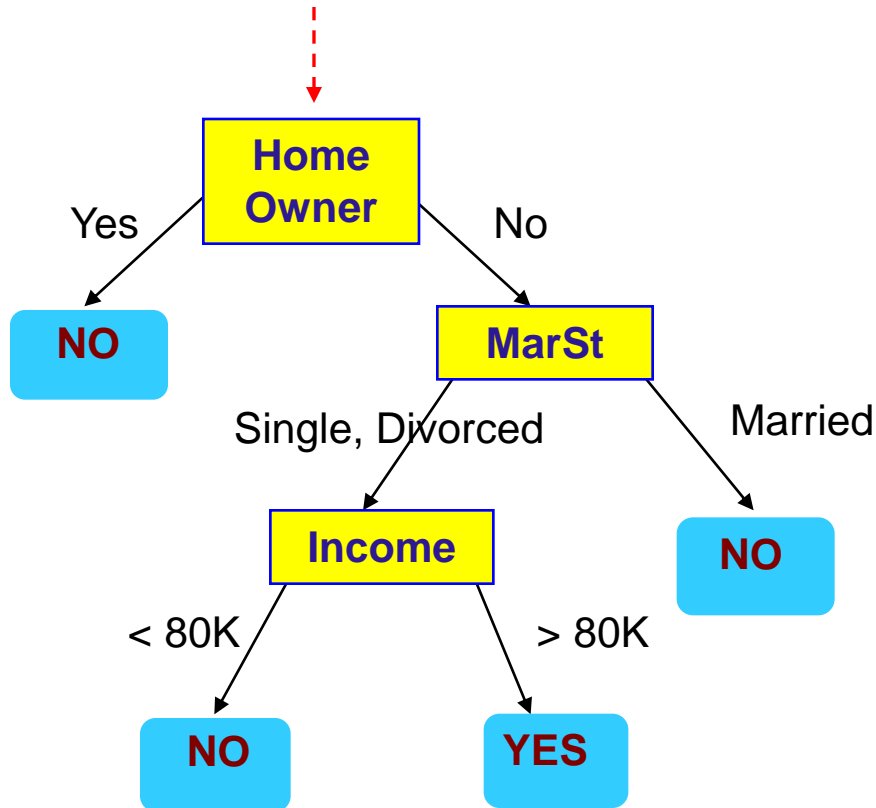 Home
Owner
Yes
No
NO
MarSt
Single, Divorced
Married
Income
NO
< 80K
> 80K
NO
YES